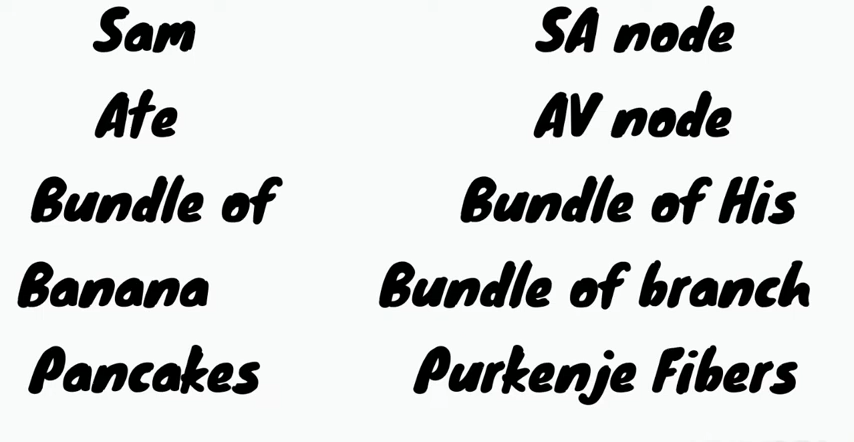 Sam SA node
Ate AV node
Bundle of Bundle of His
Banana Bundle of branch
Pancakes Purkenje Fibers